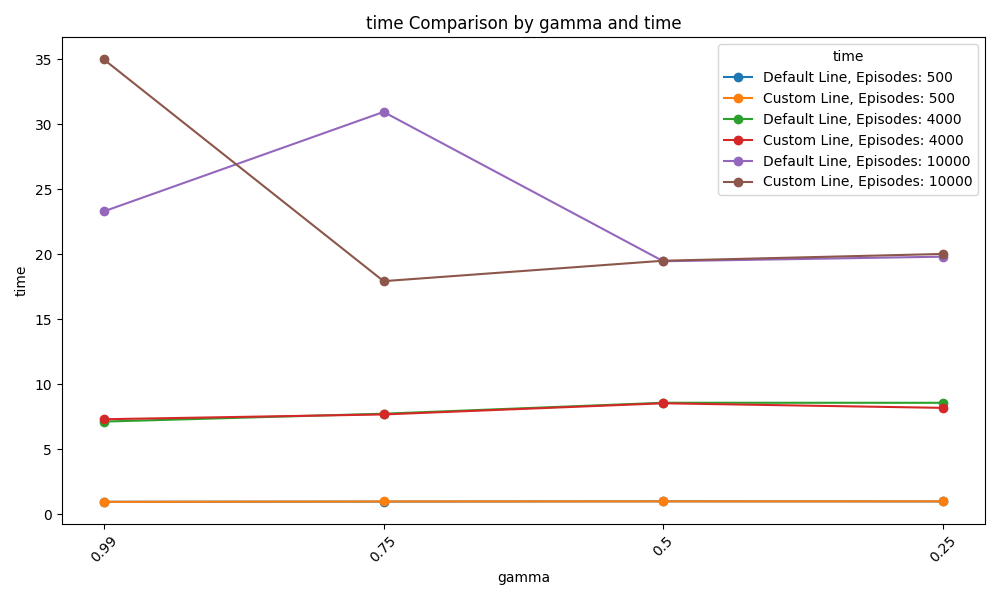 time Comparison by gamma and time
time
Default Line, Episodes: 500
Custom Line, Episodes: 500
Default Line, Episodes: 4000
Custom Line, Episodes: 4000
Default Line, Episodes: 10000
Custom Line, Episodes: 10000
35
30
25
20
15
10
5
0
time
0.99
0.75
0.5
0.25
gamma